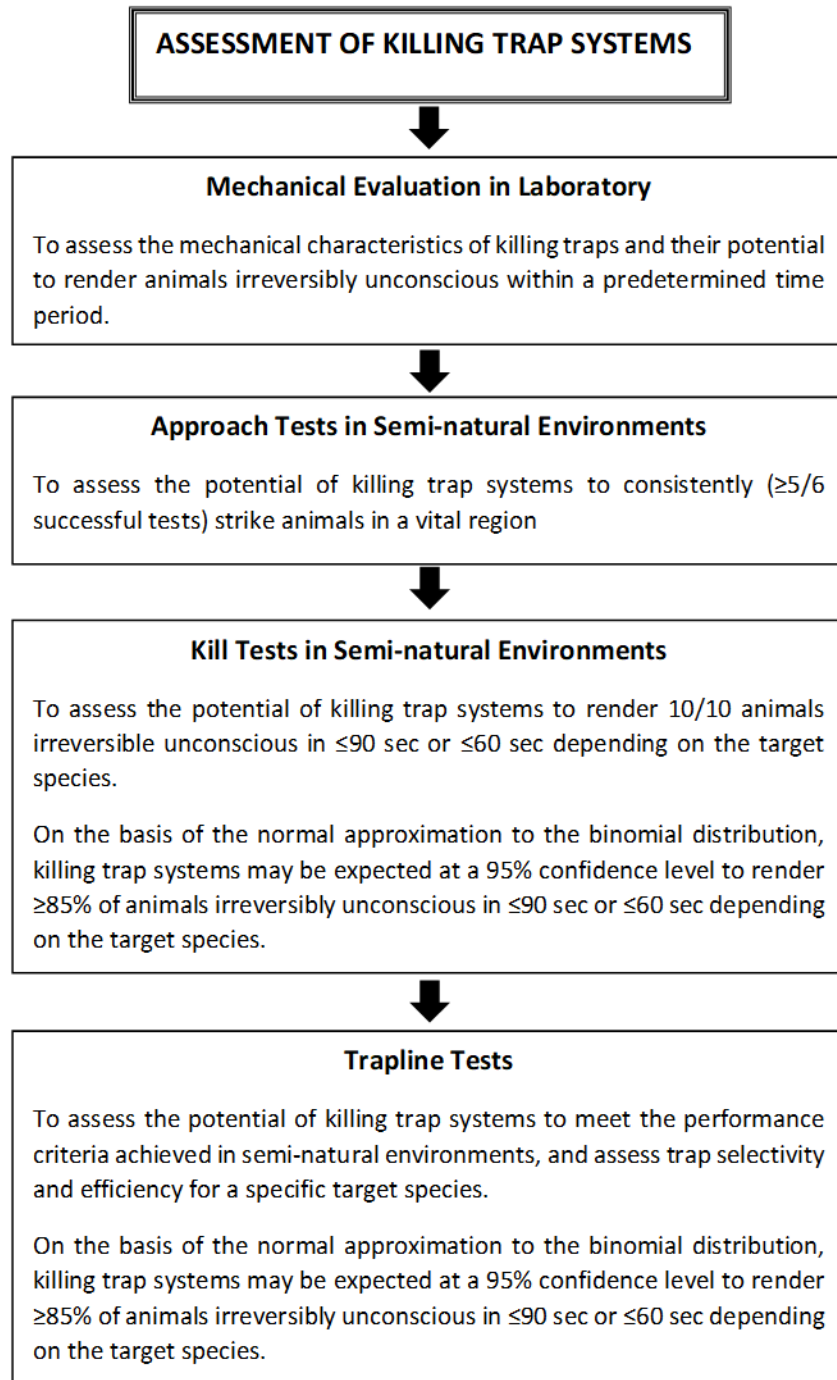 ASSESSMENT OF KILLING TRAP SYSTEMS
Mechanical Evaluation in Laboratory
To assess the mechanical characteristics of killing traps and their potential
to render animals irreversibly unconscious within a predetermined time
period.
Approach Tests in Semi-natural Environments
To assess the potential of killing trap systems to consistently (≥5/6
successful tests) strike animals in a vital region
Kill Tests in Semi-natural Environments
To assess the potential of killing trap systems to render 10/10 animals
irreversible unconscious in ≤90 sec or ≤60 sec depending on the target
species.
On the basis of the normal approximation to the binomial distribution,
killing trap systems may be expected at a 95% confidence level to render
≥85% of animals irreversibly unconscious in ≤90 sec or ≤60 sec depending
on the target species.
Trapline Tests
To assess the potential of killing trap systems to meet the performance
criteria achieved in semi-natural environments, and assess trap selectivity
and efficiency for a specific target species.
On the basis of the normal approximation to the binomial distribution,
killing trap systems may be expected at a 95% confidence level to render
≥85% of animals irreversibly unconscious in ≤90 sec or ≤60 sec depending
on the target species.